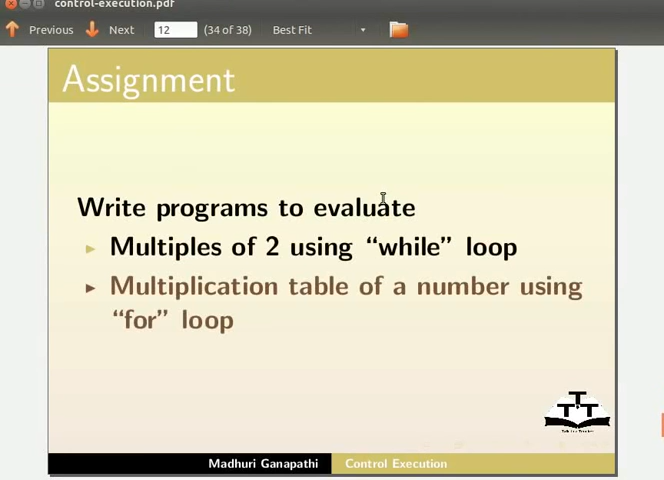 control-execution.pdf
Previous Next 12 (34 of 38) Best Fit
Assignment
Write programs to evaluate
Multiples of 2 using “while” loop
Multiplication table of a number using
“for” loop
Madhuri Ganapathi Control Execution